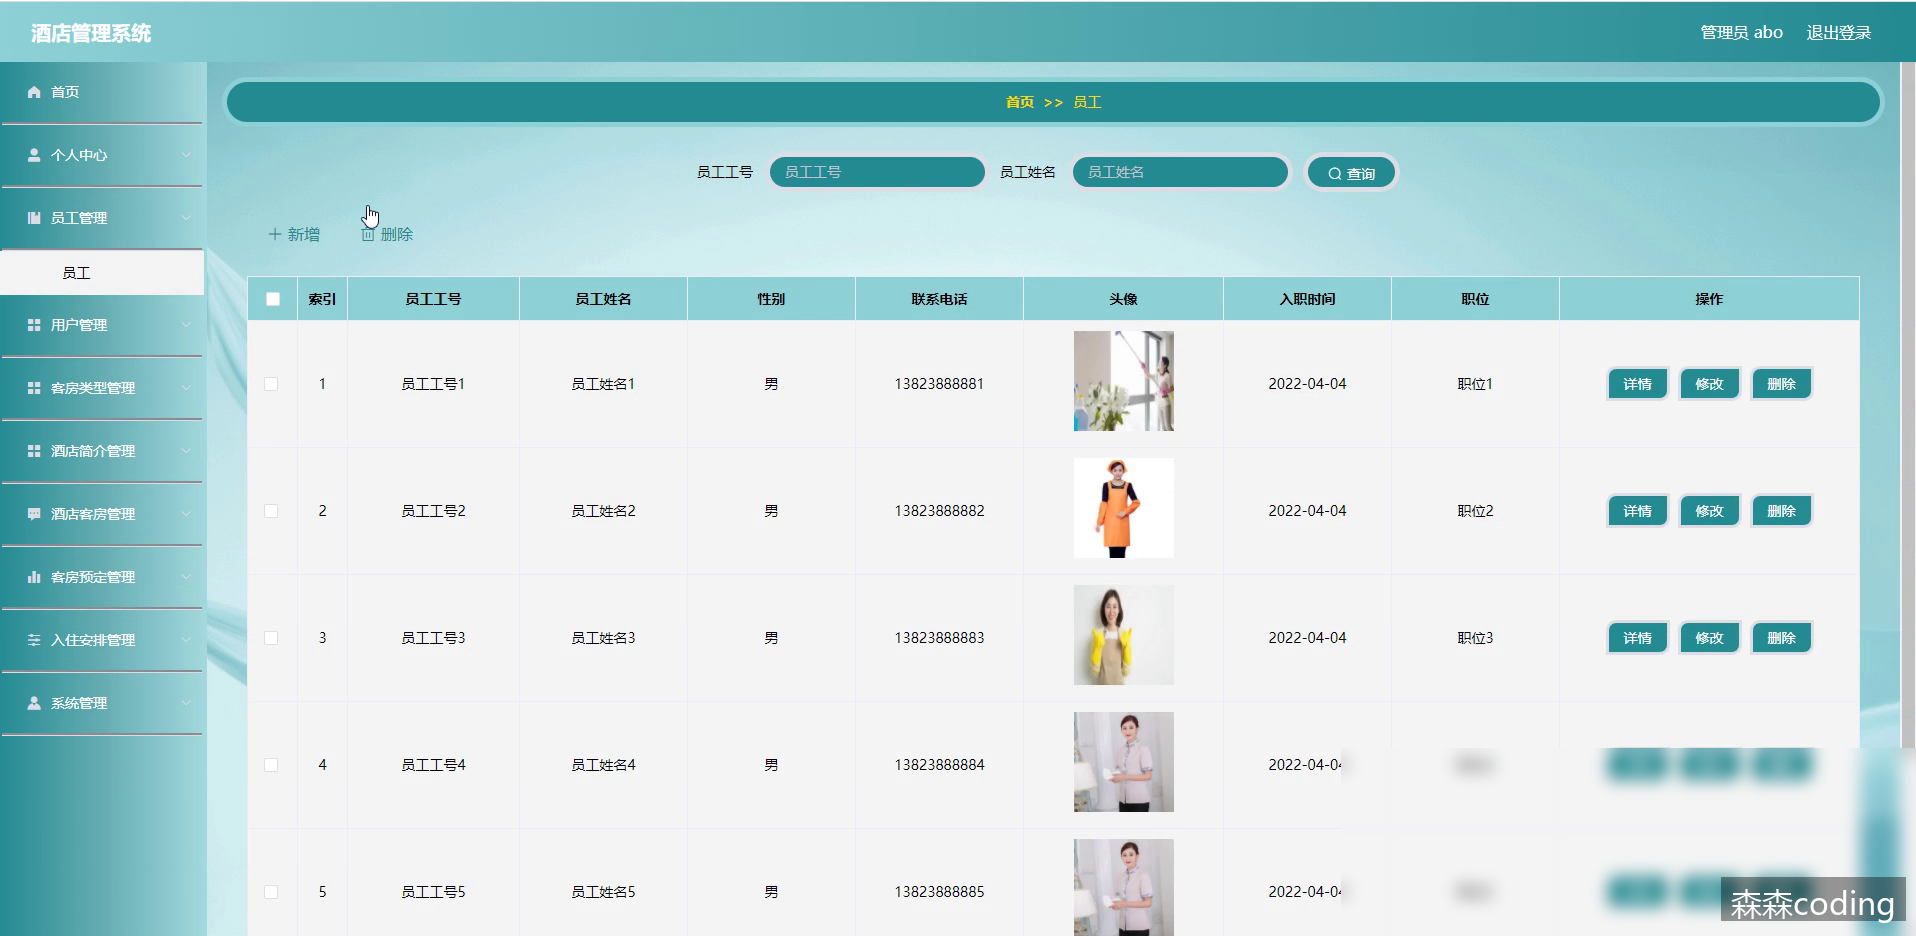 酒店管理系统
管理员 abo 退出登录
首页
个人中心
员工管理
员工
用户管理
客房类型管理
酒店简介管理
酒店客房管理
客房预定管理
入住安排管理
系统管理
首页 >> 员工
员工工号 员工工号 员工姓名 员工姓名 查询
新增 删除
索引 员工工号 员工姓名 性别 联系电话 头像 入职时间 职位 操作
1 员工工号1 员工姓名1 男 13823888881 2022-04-04 职位1 详情 修改 删除
2 员工工号2 员工姓名2 男 13823888882 2022-04-04 职位2 详情 修改 删除
3 员工工号3 员工姓名3 男 13823888883 2022-04-04 职位3 详情 修改 删除
4 员工工号4 员工姓名4 男 13823888884 2022-04-04
5 员工工号5 员工姓名5 男 13823888885 2022-04-04
森森coding